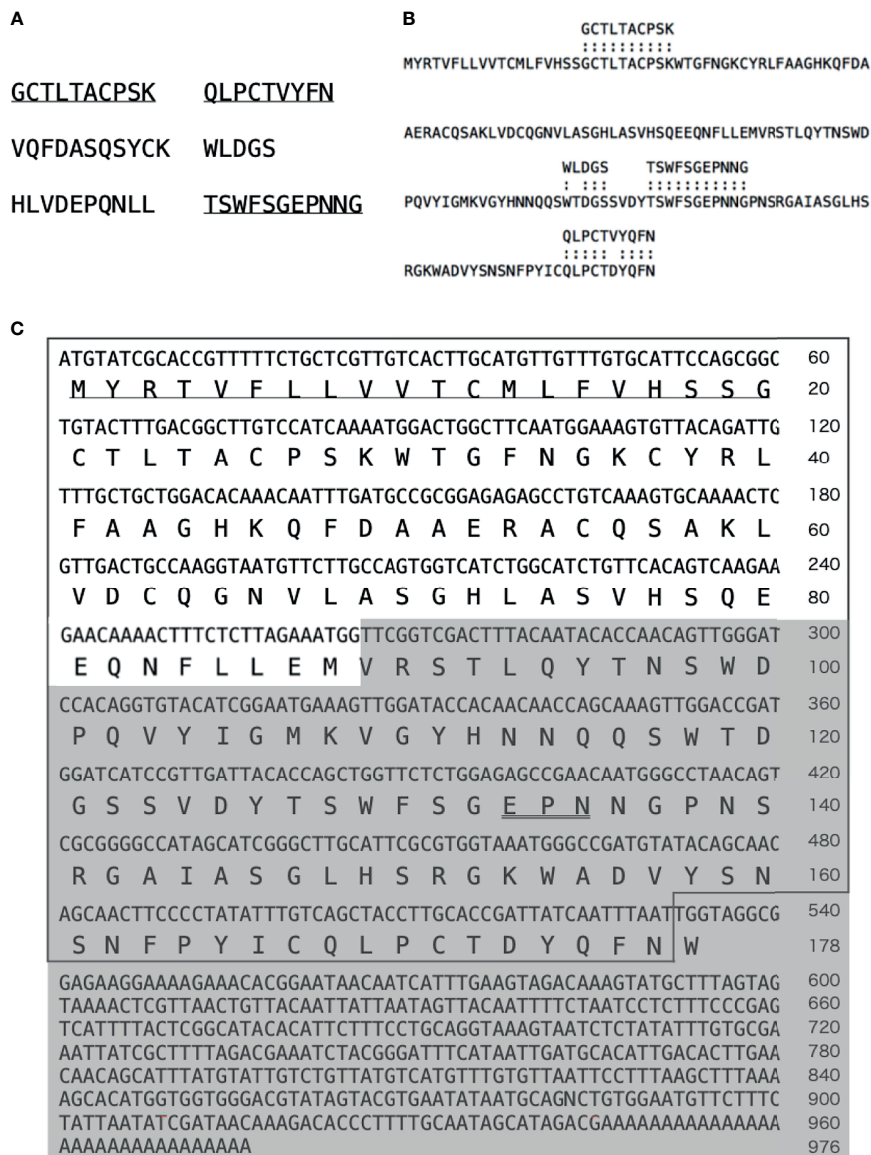 A
GCTLTACPSK QLPCTVYFN
VQFDASQSYCK WLDGS
HLVDEPQNLL TSWFSGEPNNG
B
GCTLTACPSK
::::::::::
MYRTVFLLVVTCMLFVHSSGCTLTACPSKWTGFNGKCYRLFAAGHKQFDA
AERACQSAKLVDCQGNVLASGHLASVHSQEEQNFLLEMVRSTLQYTNSWD
WLDGS TSWFSGEPNNG
: ::: :::::::::::
PQVYIGMKVGYHNNQQSWTDGSSVDYTSWFSGEPNNGPNSRGAIASGLHS
QLPCTVYQFN
::::: ::::
RGKWADVYSNSNFPYICQLPCTDYQFN
C
ATGTATCGCACCGTTTTTCTGCTCGTTGTCACTTGCATGTTGTTTGTGCATTCCAGCGGC 60
M Y R T V F L L V V T C M L F V H S S G 20
TGTACTTTGACGGCTTGTCCATCAAAATGGACTGGCTTCAATGGAAAGTGTTACAGATTG 120
C T L T A C P S K W T G F N G K C Y R L 40
TTTGCTGCTGGACACAAACAATTTGATGCCGCGGAGAGAGCCTGTCAAAGTGCAAAACTC 180
F A A G H K Q F D A A E R A C Q S A K L 60
GTTGACTGCCAAGGTAATGTTCTTGCCAGTGGTCATCTGGCATCTGTTCACAGTCAAGAA 240
V D C Q G N V L A S G H L A S V H S Q E 80
GAACAAAACTTTCTCTTAGAAATGGTTCGGTCGACTTTACAATACACCAACAGTTGGGAT 300
E Q N F L L E M V R S T L Q Y T N S W D 100
CCACAGGTGTACATCGGAATGAAAGTTGGATACCACAACAACCAGCAAAGTTGGACCGAT 360
P Q V Y I G M K V G Y H N N Q Q S W T D 120
GGATCATCCGTTGATTACACCAGCTGGTTCTCTGGAGAGCCGAACAATGGGCCTAACAGT 420
G S S V D Y T S W F S G E P N N G P N S 140
CGCGGGGCCATAGCATCGGGCTTGCATTCGCGTGGTAAATGGGCCGATGTATACAGCAAC 480
R G A I A S G L H S R G K W A D V Y S N 160
AGCAACTTCCCCTATATTTGTCAGCTACCTTGCACCGATTATCAATTTAATTGGTAGGCG 540
S N F P Y I C Q L P C T D Y Q F N W 178
GAGAAGGAAAAGAAACACGGAATAACAATCATTTGAAGTAGACAAAGTATGCTTTAGTAG 600
TAAAACTCGTTAACTGTTACAATTATTAATAGTTACAATTTTCTAATCCTCTTTCCCGAG 660
TCATTTTACTCGGCATACACATTCTTTCCTGCAGGTAAAGTAATCTCTATATTTGTGCGA 720
AATTATCGCTTTTAGACGAAATCTACGGGATTTCATAATTGATGCACATTGACACTTGAA 780
CAACAGCATTTATGTATTGTCTGTTATGTCATGTTTGTGTTAATTCCTTTAAGCTTTAAA 840
AGCACATGGTGGTGGGACGTATAGTACGTGAATATAATGCAGNCTGTGGAATGTTCTTTC 900
TATTAATATCGATAACAAAGACACCCTTTTGCAATAGCATAGACGAAAAAAAAAAAAAAA 960
AAAAAAAAAAAAAAAA 976